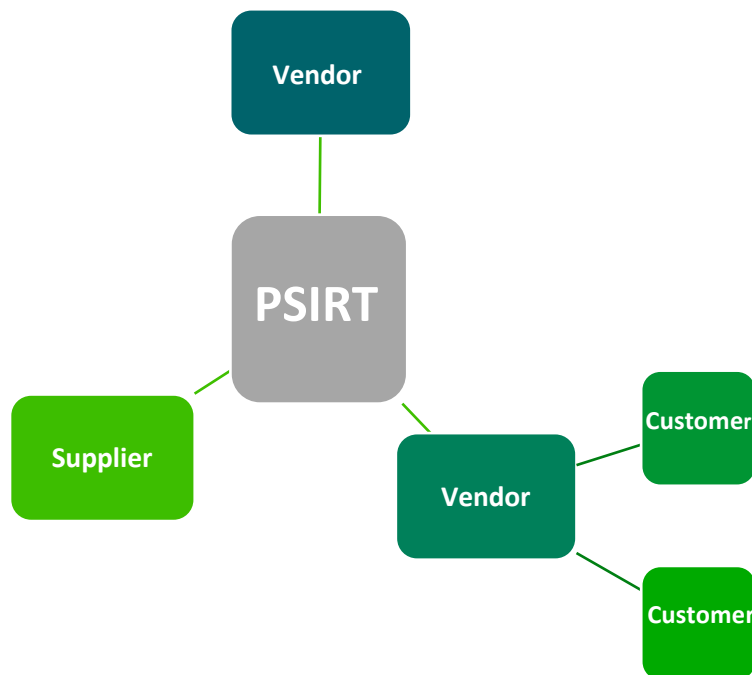 Vendor
PSIRT
Supplier
Vendor
Customer
Customer